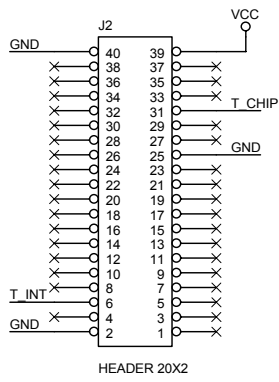 VCC
J2
GND 40 39
38 37
36 35
34 33
32 31 T_CHIP
30 29
28 27
26 25 GND
24 23
22 21
20 19
18 17
16 15
14 13
12 11
10 9
8 7
T_INT 6 5
4 3
GND 2 1
HEADER 20X2